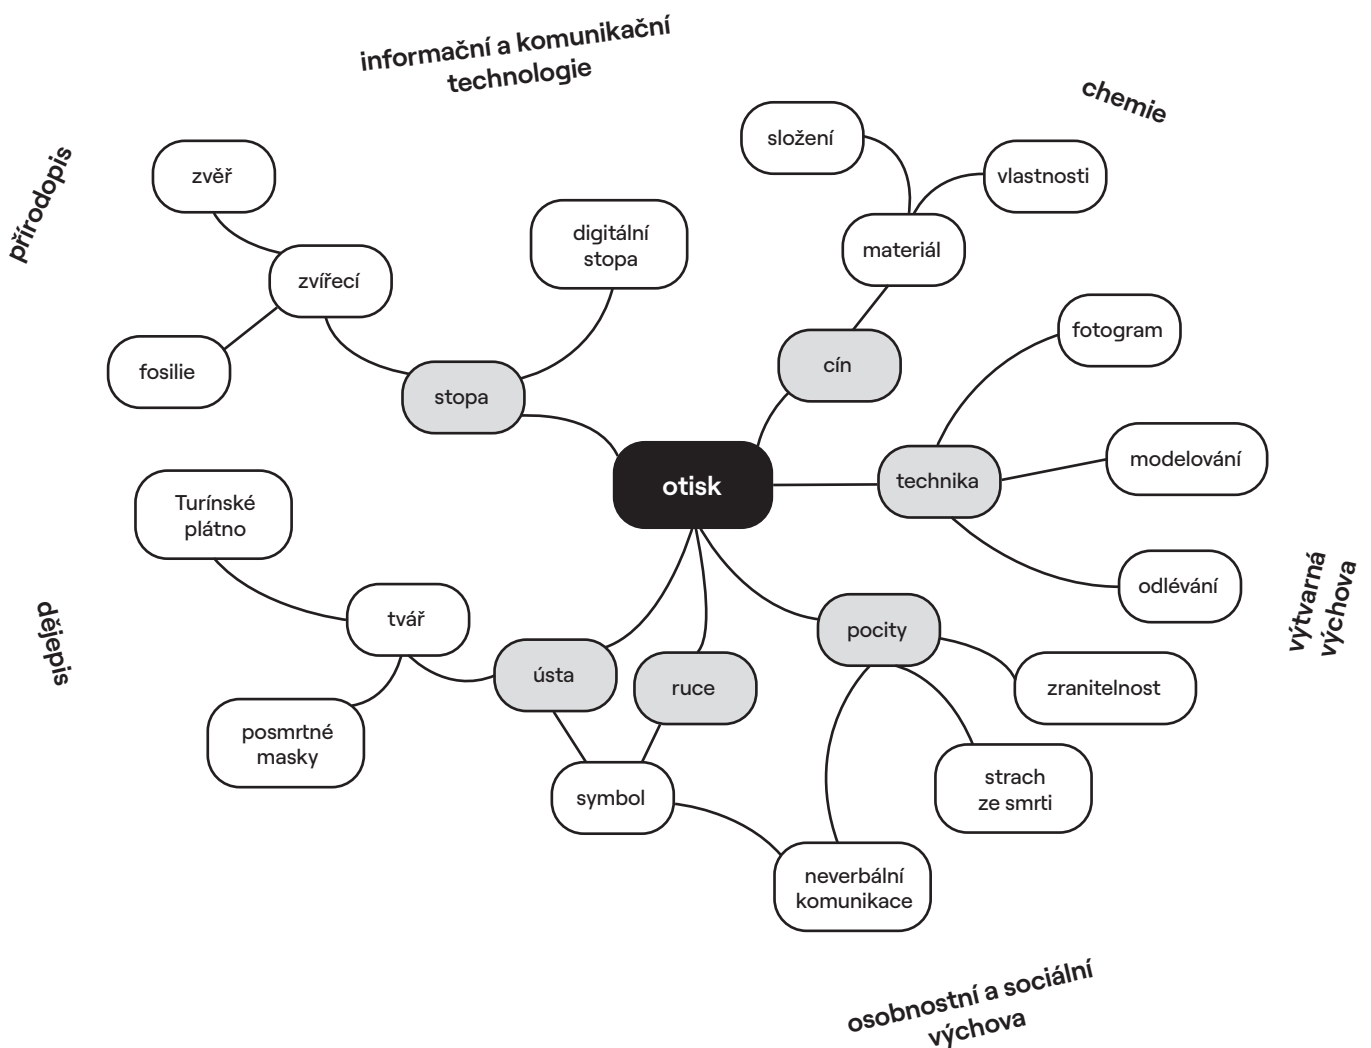 informační a komunikační
technologie
chemie
přírodopis
složení
zvěř
vlastnosti
digitální
stopa
materiál
zvířecí
fotogram
cín
fosilie
stopa
modelování
technika
otisk
Turínské
plátno
odlévání
výtvarná
výchova
dějepis
tvář
pocity
ústa
ruce
zranitelnost
posmrtné
masky
strach
ze smrti
symbol
neverbální
komunikace
osobnostní a sociální
výchova